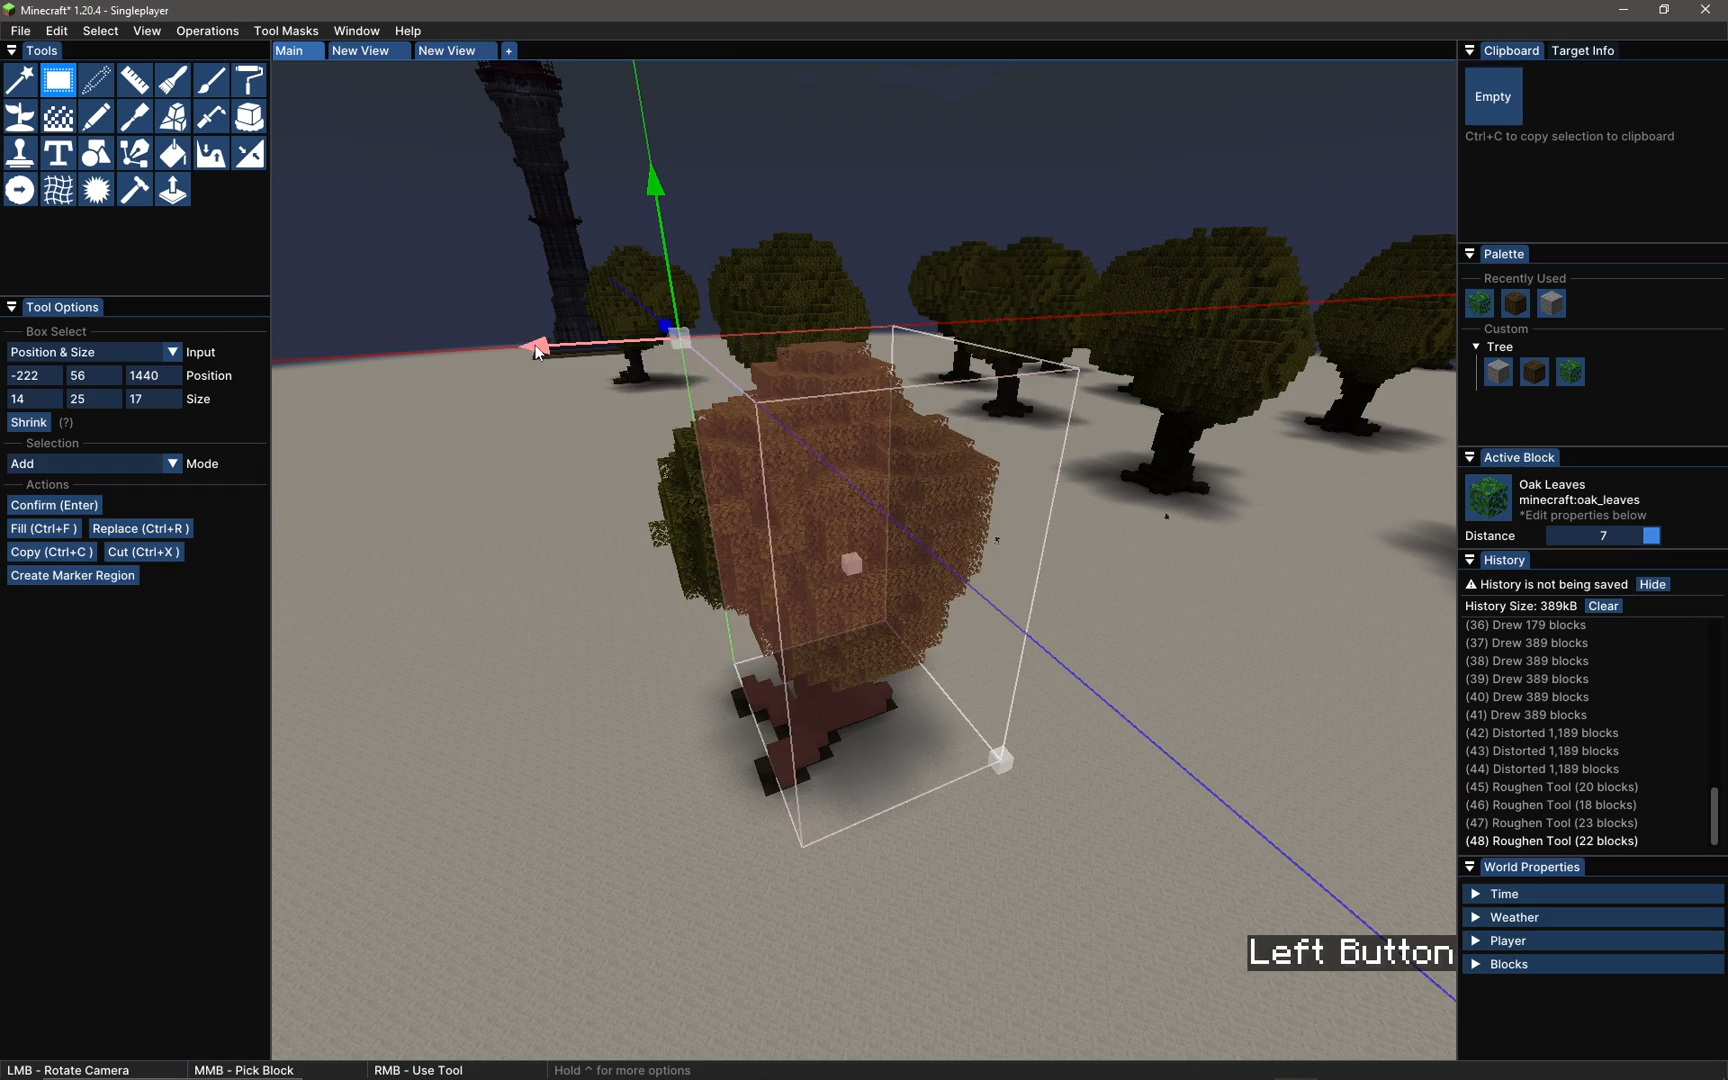 Minecraft* 1.20.4 - Singleplayer
File Edit Select View Operations Tool Masks Window Help
Tools
Main New View New View +
Clipboard Target Info
Empty
Ctrl+C to copy selection to clipboard
Palette
Recently Used
Custom
Tree
Tool Options
Box Select
Position & Size Input
-222 56 1440 Position
14 25 17 Size
Shrink (?)
Selection
Add Mode
Actions
Confirm (Enter)
Fill (Ctrl+F ) Replace (Ctrl+R )
Copy (Ctrl+C ) Cut (Ctrl+X )
Create Marker Region
Active Block
Oak Leaves
minecraft:oak_leaves
*Edit properties below
Distance 7
History
History is not being saved Hide
History Size: 389kB Clear
(36) Drew 179 blocks
(37) Drew 389 blocks
(38) Drew 389 blocks
(39) Drew 389 blocks
(40) Drew 389 blocks
(41) Drew 389 blocks
(42) Distorted 1,189 blocks
(43) Distorted 1,189 blocks
(44) Distorted 1,189 blocks
(45) Roughen Tool (20 blocks)
(46) Roughen Tool (18 blocks)
(47) Roughen Tool (23 blocks)
(48) Roughen Tool (22 blocks)
World Properties
Time
Weather
Player
Blocks
Left Button
LMB - Rotate Camera MMB - Pick Block RMB - Use Tool Hold ^ for more options